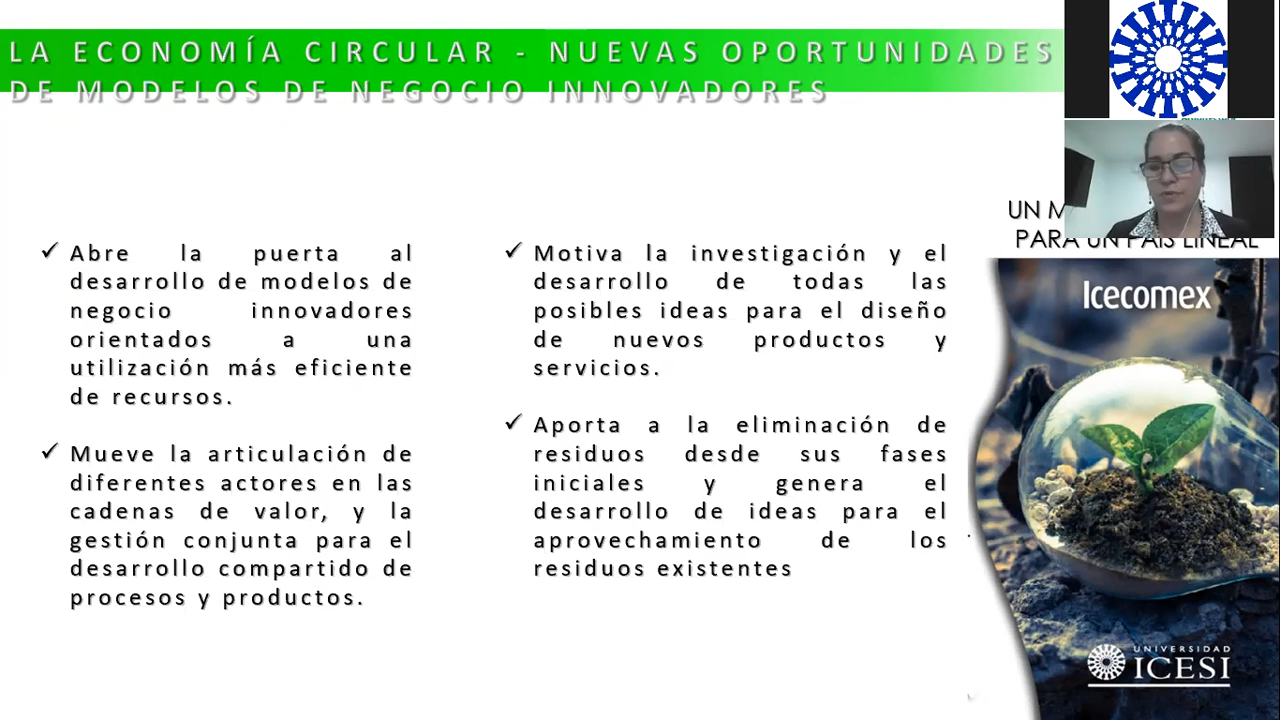 LA ECONOMÍA CIRCULAR - NUEVAS OPORTUNIDADES
DE MODELOS DE NEGOCIO INNOVADORES
✓ Abre la puerta al
desarrollo de modelos de
negocio innovadores
orientados a una
utilización más eficiente
de recursos.
✓ Mueve la articulación de
diferentes actores en las
cadenas de valor, y la
gestión conjunta para el
desarrollo compartido de
procesos y productos.
✓ Motiva la investigación y el
desarrollo de todas las
posibles ideas para el diseño
de nuevos productos y
servicios.
✓ Aporta a la eliminación de
residuos desde sus fases
iniciales y genera el
desarrollo de ideas para el
aprovechamiento de los
residuos existentes
UN
PARA UN PAÍS LINEAL
Icecomex
UNIVERSIDAD
ICESI